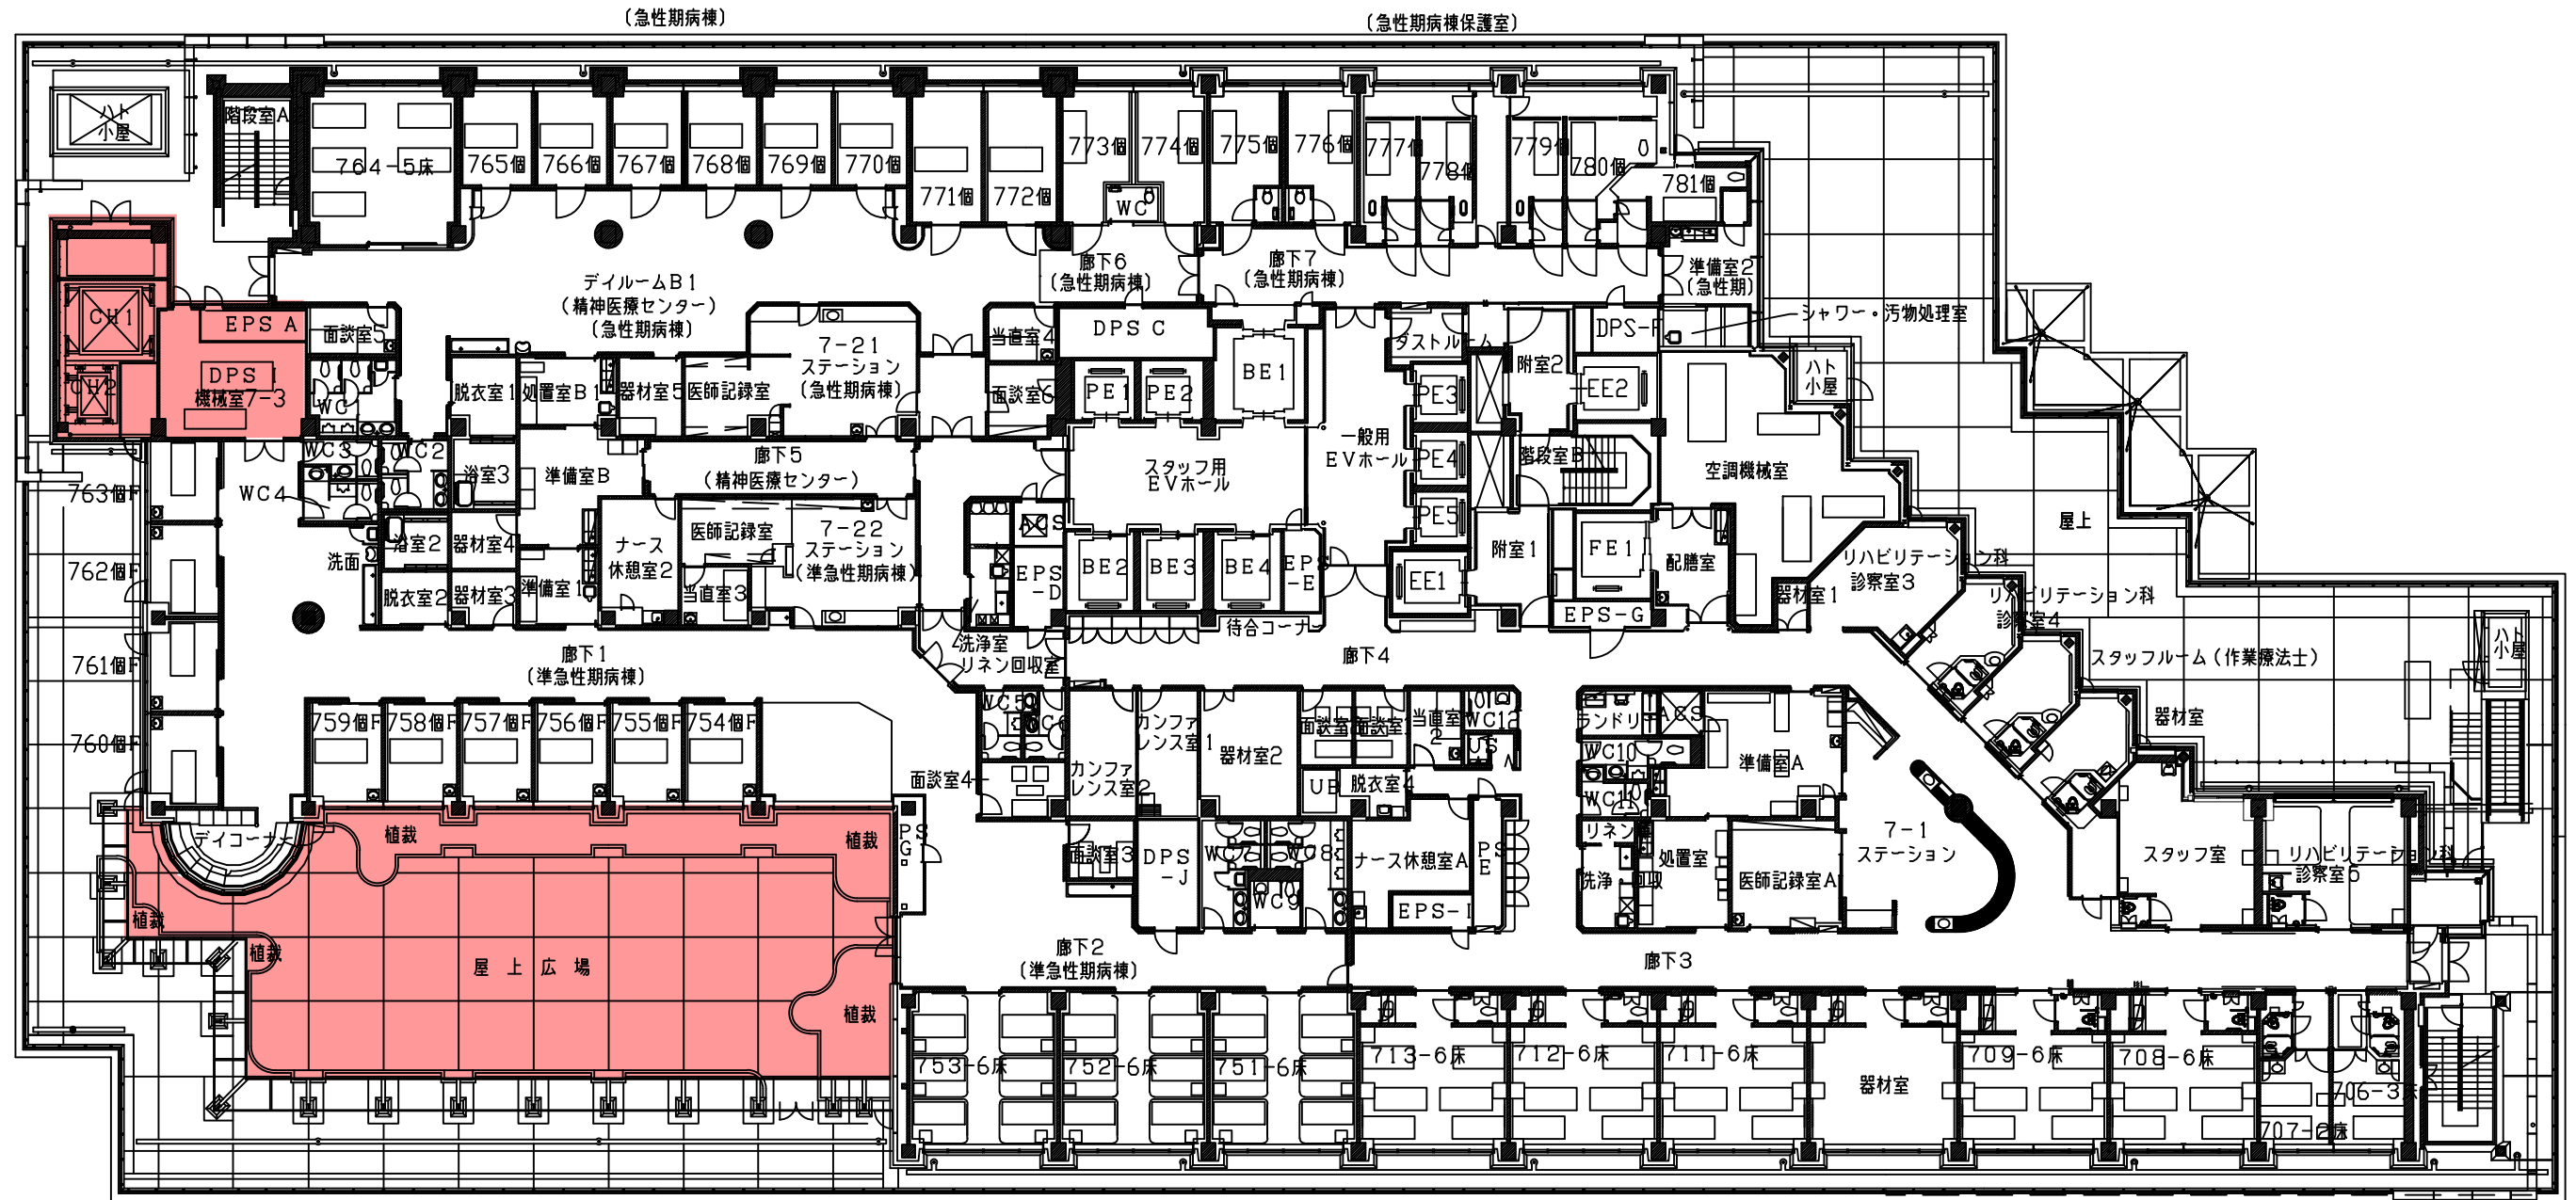 （急性期病棟）
（急性期病棟保護室）
ハト
小屋
階段室A
764-5床
765個
766個
767個
768個
769個
770個
771個
772個
773個
774個
WC
775個
776個
777個
778個
779個
780個
781個
準備室2
（急性期）
シャワー・汚物処理室
CH1
CH2
EPS A
DPS I
機械室7-3
面談室5
WC
デイルームB1
（精神医療センター）
（急性期病棟）
廊下6
（急性期病棟）
廊下7
（急性期病棟）
脱衣室1
処置室B1
器材室5
医師記録室
7-21
ステーション
（急性期病棟）
当直室4
面談室6
DPS C
PE1
PE2
BE1
ダストルーム
附室2
DPS-F
EE2
PE3
PE4
PE5
ハト
小屋
一般用
EVホール
スタッフ用
EVホール
階段室B
空調機械室
屋上
WC3
WC2
WC4
浴室3
準備室B
廊下5
（精神医療センター）
763個F
762個F
761個F
760個F
洗面
浴室2
脱衣室2
器材室4
器材室3
準備室1
ナース
休憩室2
医師記録室
当直室3
7-22
ステーション
（準急性期病棟）
ACS
EPS
-D
BE2
BE3
BE4
EPS
-E
EE1
附室1
FE1
EPS-G
配膳室
器材室1
リハビリテーション科
診察室3
リハビリテーション科
診察室4
スタッフルーム（作業療法士）
器材室
ハト
小屋
廊下1
（準急性期病棟）
洗浄室
リネン回収室
待合コーナー
廊下4
759個F
758個F
757個F
756個F
755個F
754個F
WC5
WC6
面談室4
カンファ
レンス室1
カンファ
レンス室2
器材室2
面談室
面談室
当直室
2
WC12
UB
脱衣室4
ランドリー
ACS
WC10
WC11
準備室A
デイコーナー
植裁
植裁
植裁
植裁
植裁
屋上広場
PS
G1
面談室3
DPS
-J
WC7
WC8
WC9
ナース休憩室A
EPS-I
PS
E
リネン庫
洗浄
回収
処置室
医師記録室A
7-1
ステーション
スタッフ室
リハビリテーション科
診察室5
廊下2
（準急性期病棟）
廊下3
753-6床
752-6床
751-6床
713-6床
712-6床
711-6床
器材室
709-6床
708-6床
707-2床
706-3床